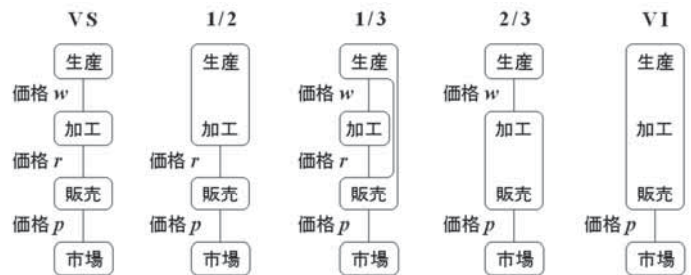 VS 1/2 1/3 2/3 VI
生産 生産 生産 生産 生産
価格 w 価格 w 価格 w
加工 加工 加工 加工 加工
価格 r 価格 r 価格 r
販売 販売 販売 販売 販売
価格 p 価格 p 価格 p 価格 p 価格 p
市場 市場 市場 市場 市場